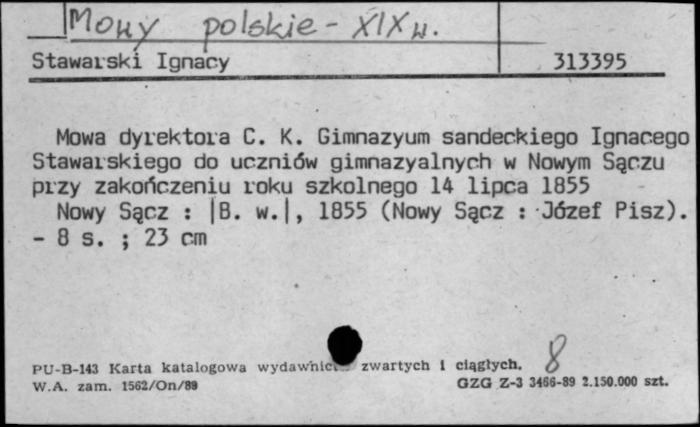 Mowy polskie - XIX w.
Stawarski Ignacy 313395
Mowa dyrektora C. K. Gimnazyum sandeckiego Ignacego
Stawarskiego do uczniów gimnazyalnych w Nowym Sączu
przy zakończeniu roku szkolnego 14 lipca 1855
Nowy Sącz : |B. w.|, 1855 (Nowy Sącz : Józef Pisz).
- 8 s. ; 23 cm
8
PU-B-143 Karta katalogowa zwartych i ciągłych.
W.A. zam. 1562/On/89 GZG Z-3 3466-89 2.150.000 szt.